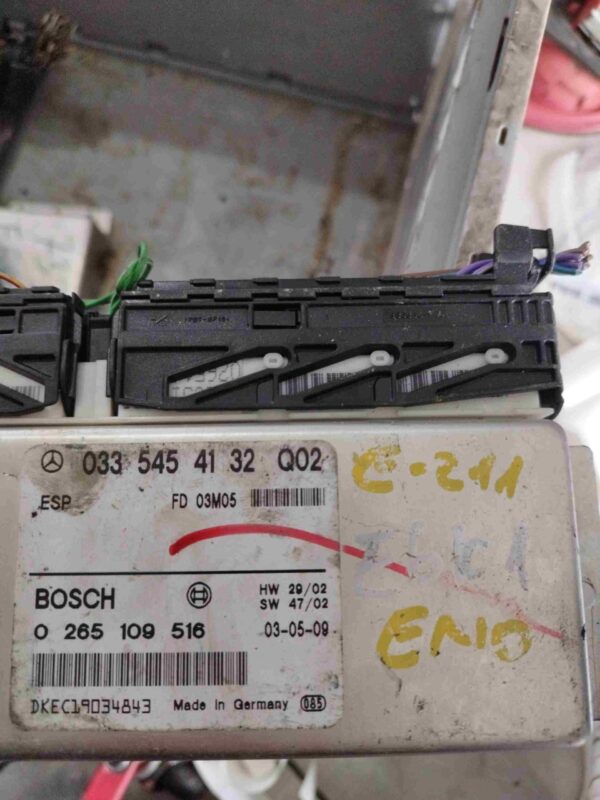 033 545 41 32 Q02
ESP FD 03M05
BOSCH HW 29/02
SW 47/02
0 265 109 516 03-05-09
DKEC19034843 Made in Germany 085
E-211